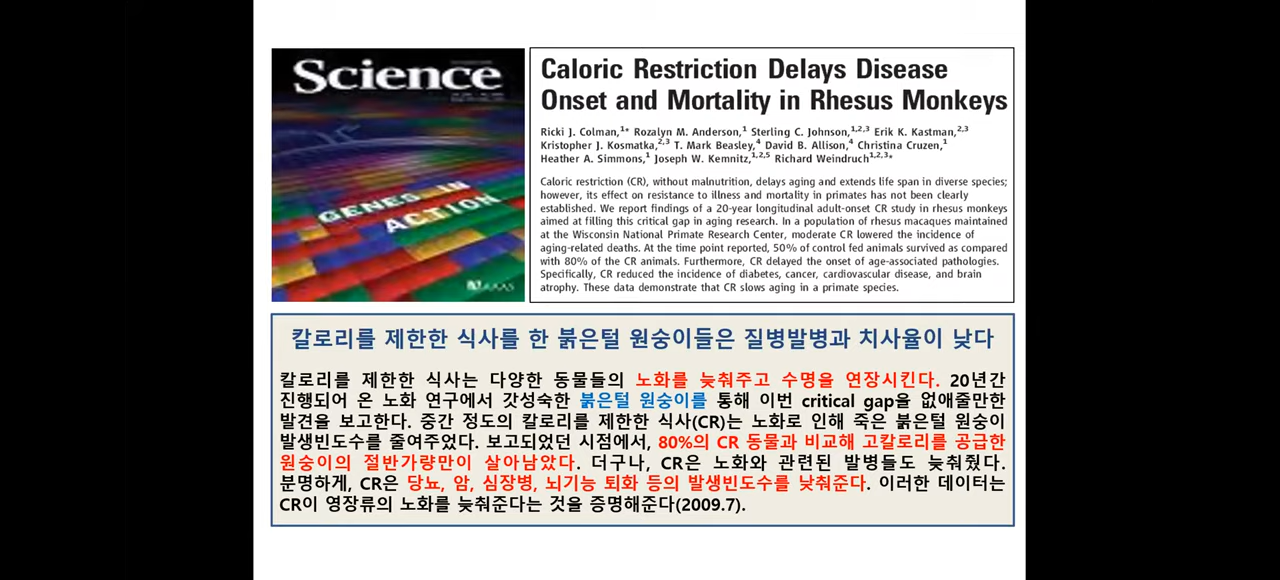 Science
GENES IN
ACTION
AAAS
Caloric Restriction Delays Disease
Onset and Mortality in Rhesus Monkeys
Ricki J. Colman,1* Rozalyn M. Anderson,1 Sterling C. Johnson,1,2,3 Erik K. Kastman,2,3
Kristopher J. Kosmatka,2,3 T. Mark Beasley,4 David B. Allison,4 Christina Cruzen,1
Heather A. Simmons,1 Joseph W. Kemnitz,1,2,5 Richard Weindruch1,2,3*
Caloric restriction (CR), without malnutrition, delays aging and extends life span in diverse species;
however, its effect on resistance to illness and mortality in primates has not been clearly
established. We report findings of a 20-year longitudinal adult-onset CR study in rhesus monkeys
aimed at filling this critical gap in aging research. In a population of rhesus macaques maintained
at the Wisconsin National Primate Research Center, moderate CR lowered the incidence of
aging-related deaths. At the time point reported, 50% of control fed animals survived as compared
with 80% of the CR animals. Furthermore, CR delayed the onset of age-associated pathologies.
Specifically, CR reduced the incidence of diabetes, cancer, cardiovascular disease, and brain
atrophy. These data demonstrate that CR slows aging in a primate species.
칼로리를 제한한 식사를 한 붉은털 원숭이들은 질병발병과 치사율이 낮다
칼로리를 제한한 식사는 다양한 동물들의 노화를 늦춰주고 수명을 연장시킨다. 20년간
진행되어 온 노화 연구에서 갓성숙한 붉은털 원숭이를 통해 이번 critical gap을 없애줄만한
발견을 보고한다. 중간 정도의 칼로리를 제한한 식사(CR)는 노화로 인해 죽은 붉은털 원숭이
발생빈도수를 줄여주었다. 보고되었던 시점에서, 80%의 CR 동물과 비교해 고칼로리를 공급한
원숭이의 절반가량만이 살아남았다. 더구나, CR은 노화와 관련된 발병들도 늦춰줬다.
분명하게, CR은 당뇨, 암, 심장병, 뇌기능 퇴화 등의 발생빈도수를 낮춰준다. 이러한 데이터는
CR이 영장류의 노화를 늦춰준다는 것을 증명해준다(2009.7).